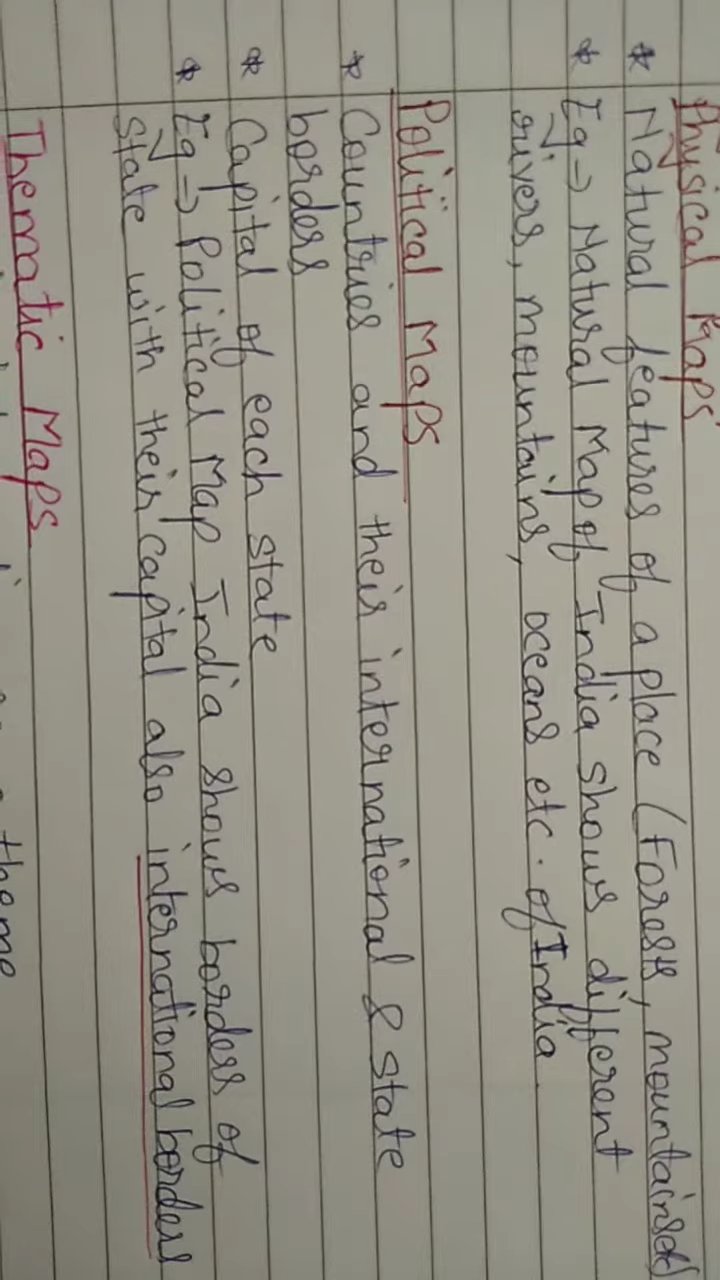 Physical Maps
* Natural features of a place (Forests, mountains etc)
* Eg → Natural Map of India shows different
rivers, mountains, oceans etc. of India.
Political Maps
* Countries and their international & state
borders
* Capital of each state
* Eg → Political Map India shows borders of
state with their capital also international borders
Thematic Maps
theme